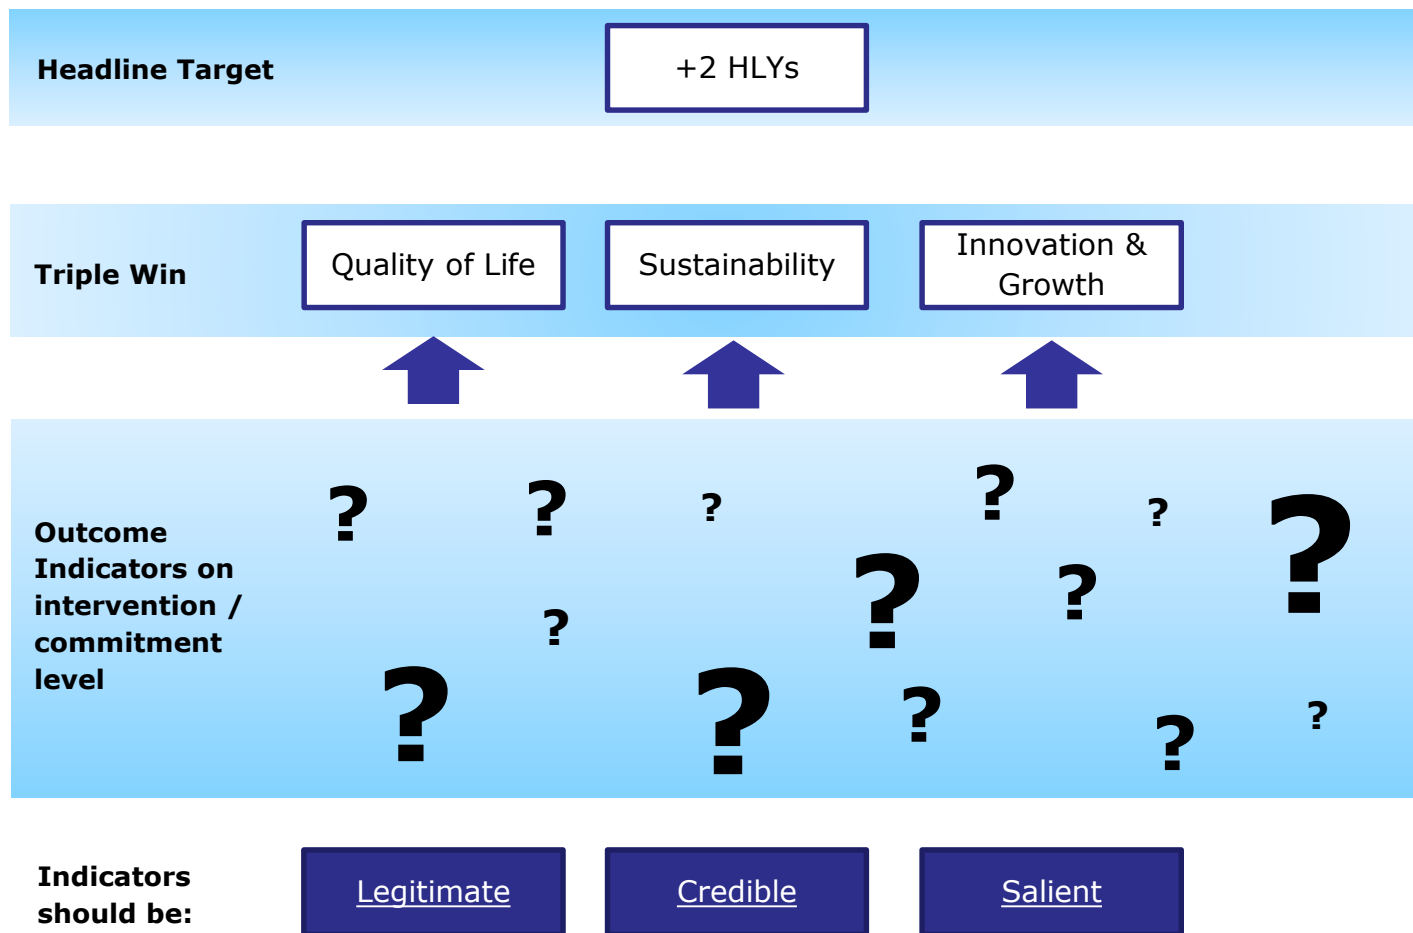 Headline Target
+2 HLYs
Triple Win
Quality of Life
Sustainability
Innovation &
Growth
Outcome
Indicators on
intervention /
commitment
level
? ? ? ? ? ?
? ? ?
? ? ? ? ?
Indicators
should be:
Legitimate
Credible
Salient